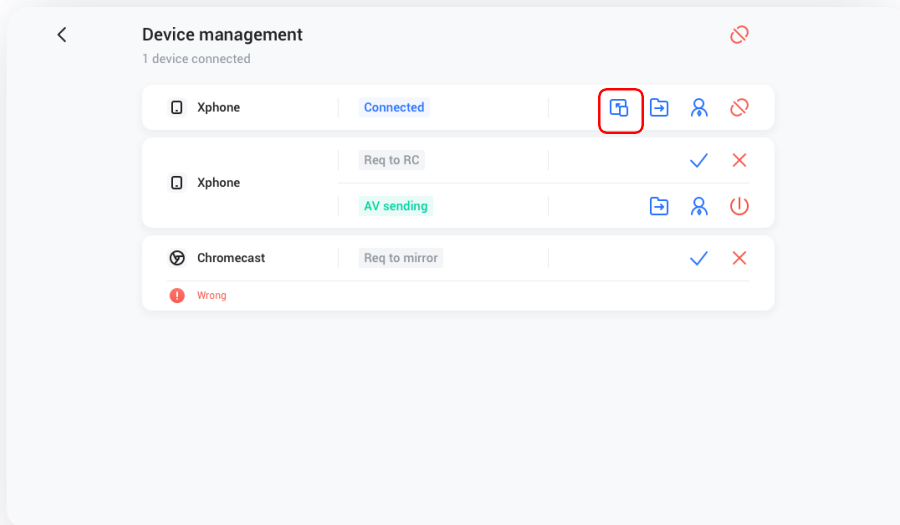 Device management
1 device connected
Xphone
Connected
Xphone
Req to RC
AV sending
Chromecast
Req to mirror
Wrong